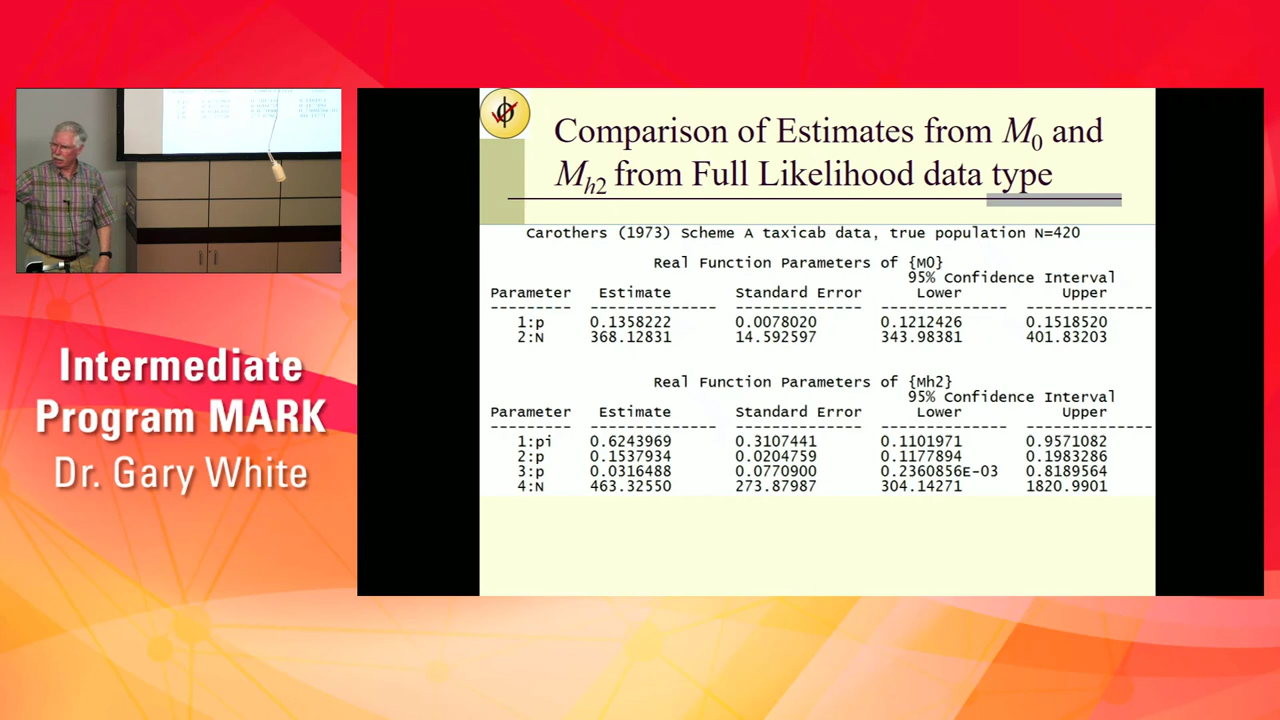 Intermediate
Program MARK
Dr. Gary White
Comparison of Estimates from M0 and
Mh2 from Full Likelihood data type
Carothers (1973) Scheme A taxicab data, true population N=420
Real Function Parameters of {M0}
95% Confidence Interval
Parameter Estimate Standard Error Lower Upper
--------- -------------- -------------- -------------- --------------
1:p 0.1358222 0.0078020 0.1212426 0.1518520
2:N 368.12831 14.592597 343.98381 401.83203
Real Function Parameters of {Mh2}
95% Confidence Interval
Parameter Estimate Standard Error Lower Upper
--------- -------------- -------------- -------------- --------------
1:pi 0.6243969 0.3107441 0.1101971 0.9571082
2:p 0.1537934 0.0204759 0.1177894 0.1983286
3:p 0.0316488 0.0770900 0.2360856E-03 0.8189564
4:N 463.32550 273.87987 304.14271 1820.9901